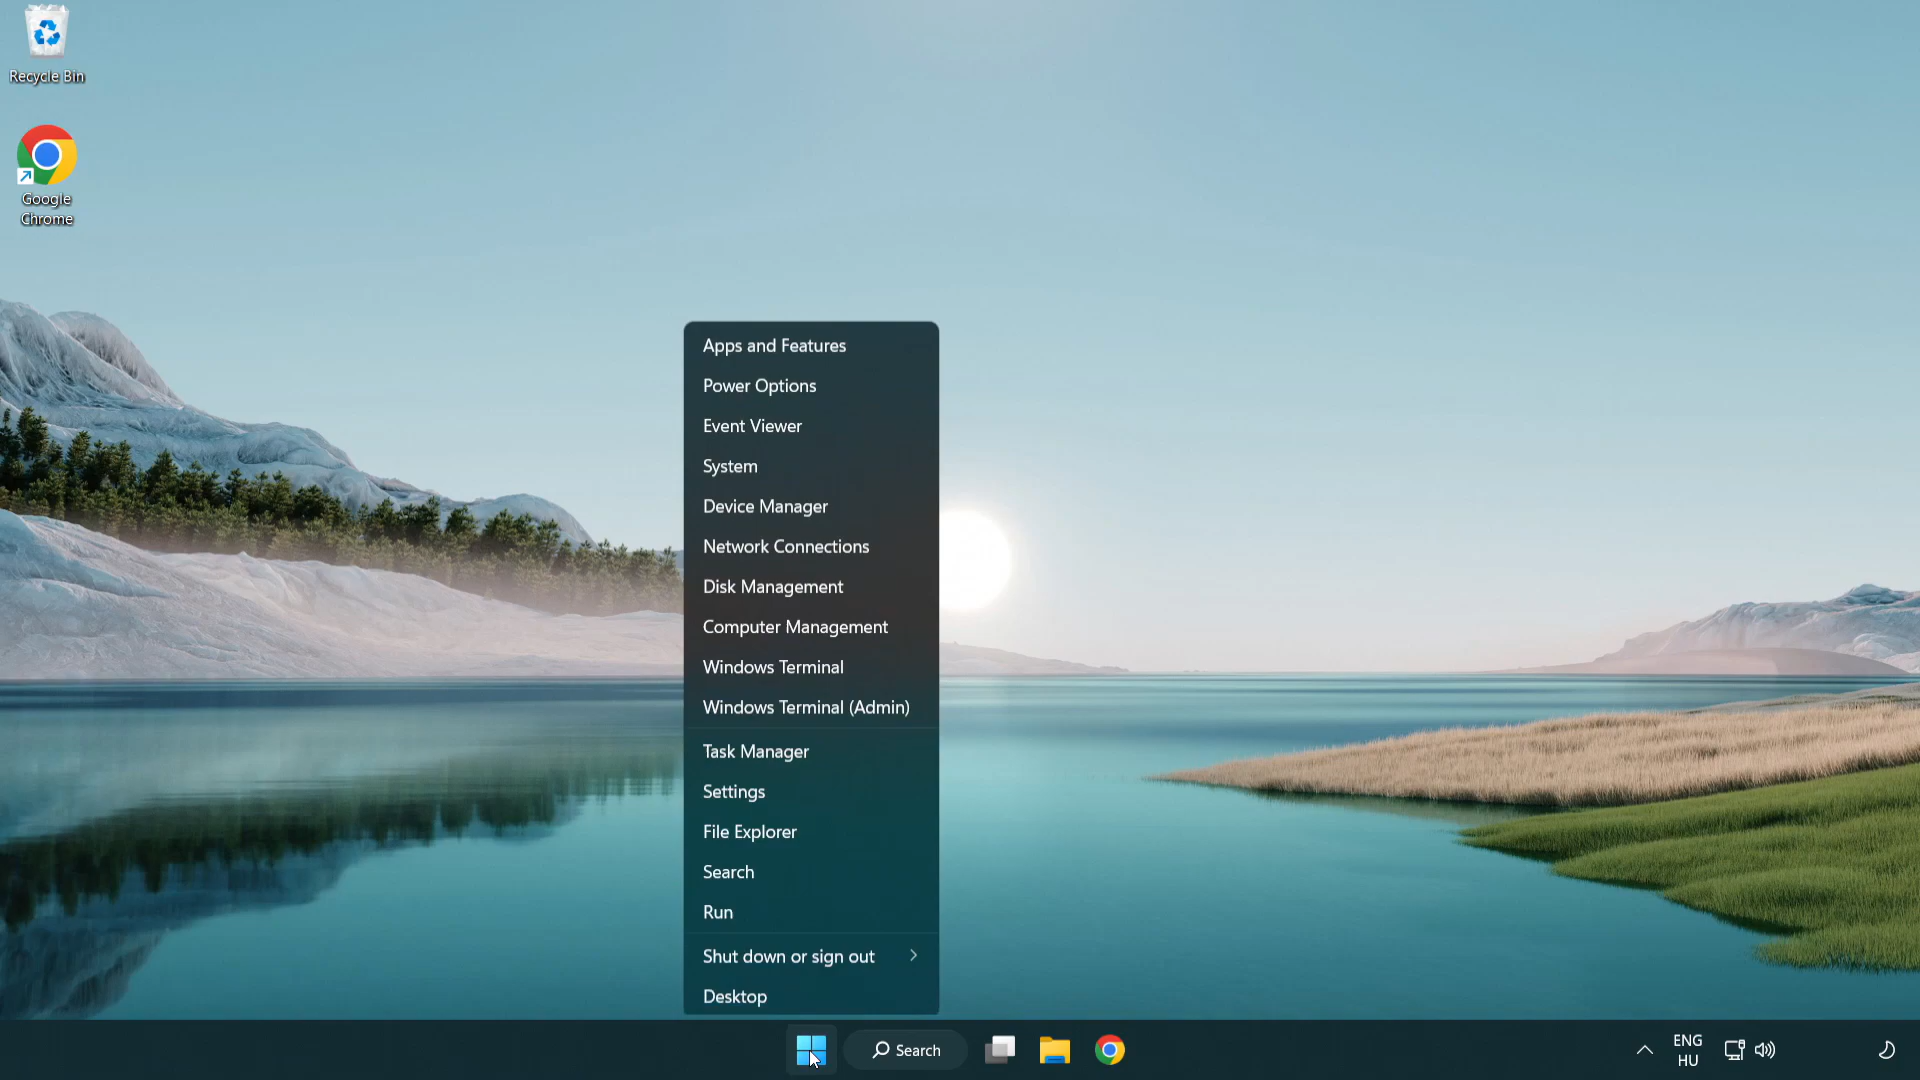 Recycle Bin
Google
Chrome
Apps and Features
Power Options
Event Viewer
System
Device Manager
Network Connections
Disk Management
Computer Management
Windows Terminal
Windows Terminal (Admin)
Task Manager
Settings
File Explorer
Search
Run
Shut down or sign out
Desktop
Search
ENG
HU